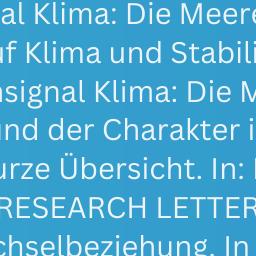 al Klima: Die Meere
uf Klima und Stabili
nsignal Klima: Die M
und der Charakter i
urze Übersicht. In:
RESEARCH LETTER
chselbeziehung. In